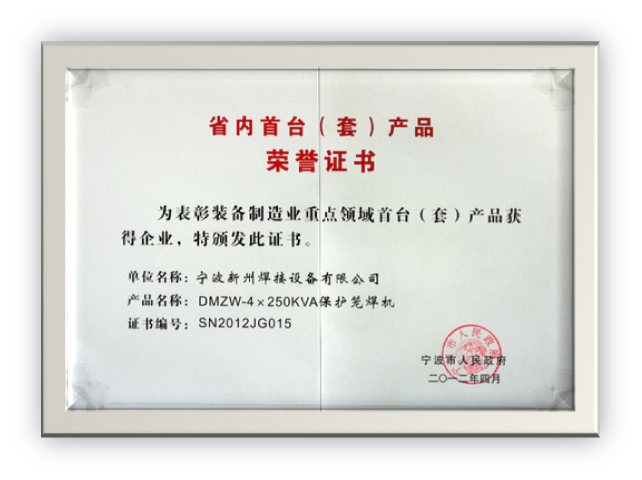 省内首台（套）产品
荣誉证书
为表彰装备制造业重点领域首台（套）产品获
得企业，特颁发此证书。
单位名称：宁波新州焊接设备有限公司
产品名称：DMZW-4×250KVA保护笼焊机
证书编号：SN2012JG015
宁波市人民政府
二〇一二年四月